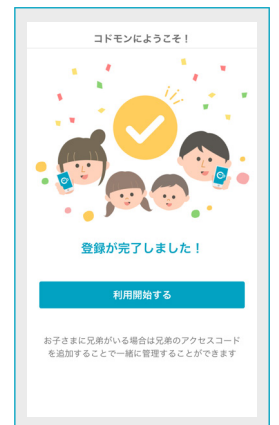 コドモンにようこそ！
登録が完了しました！
利用開始する
お子さまに兄弟がいる場合は兄弟のアクセスコード
を追加することで一緒に管理することができます